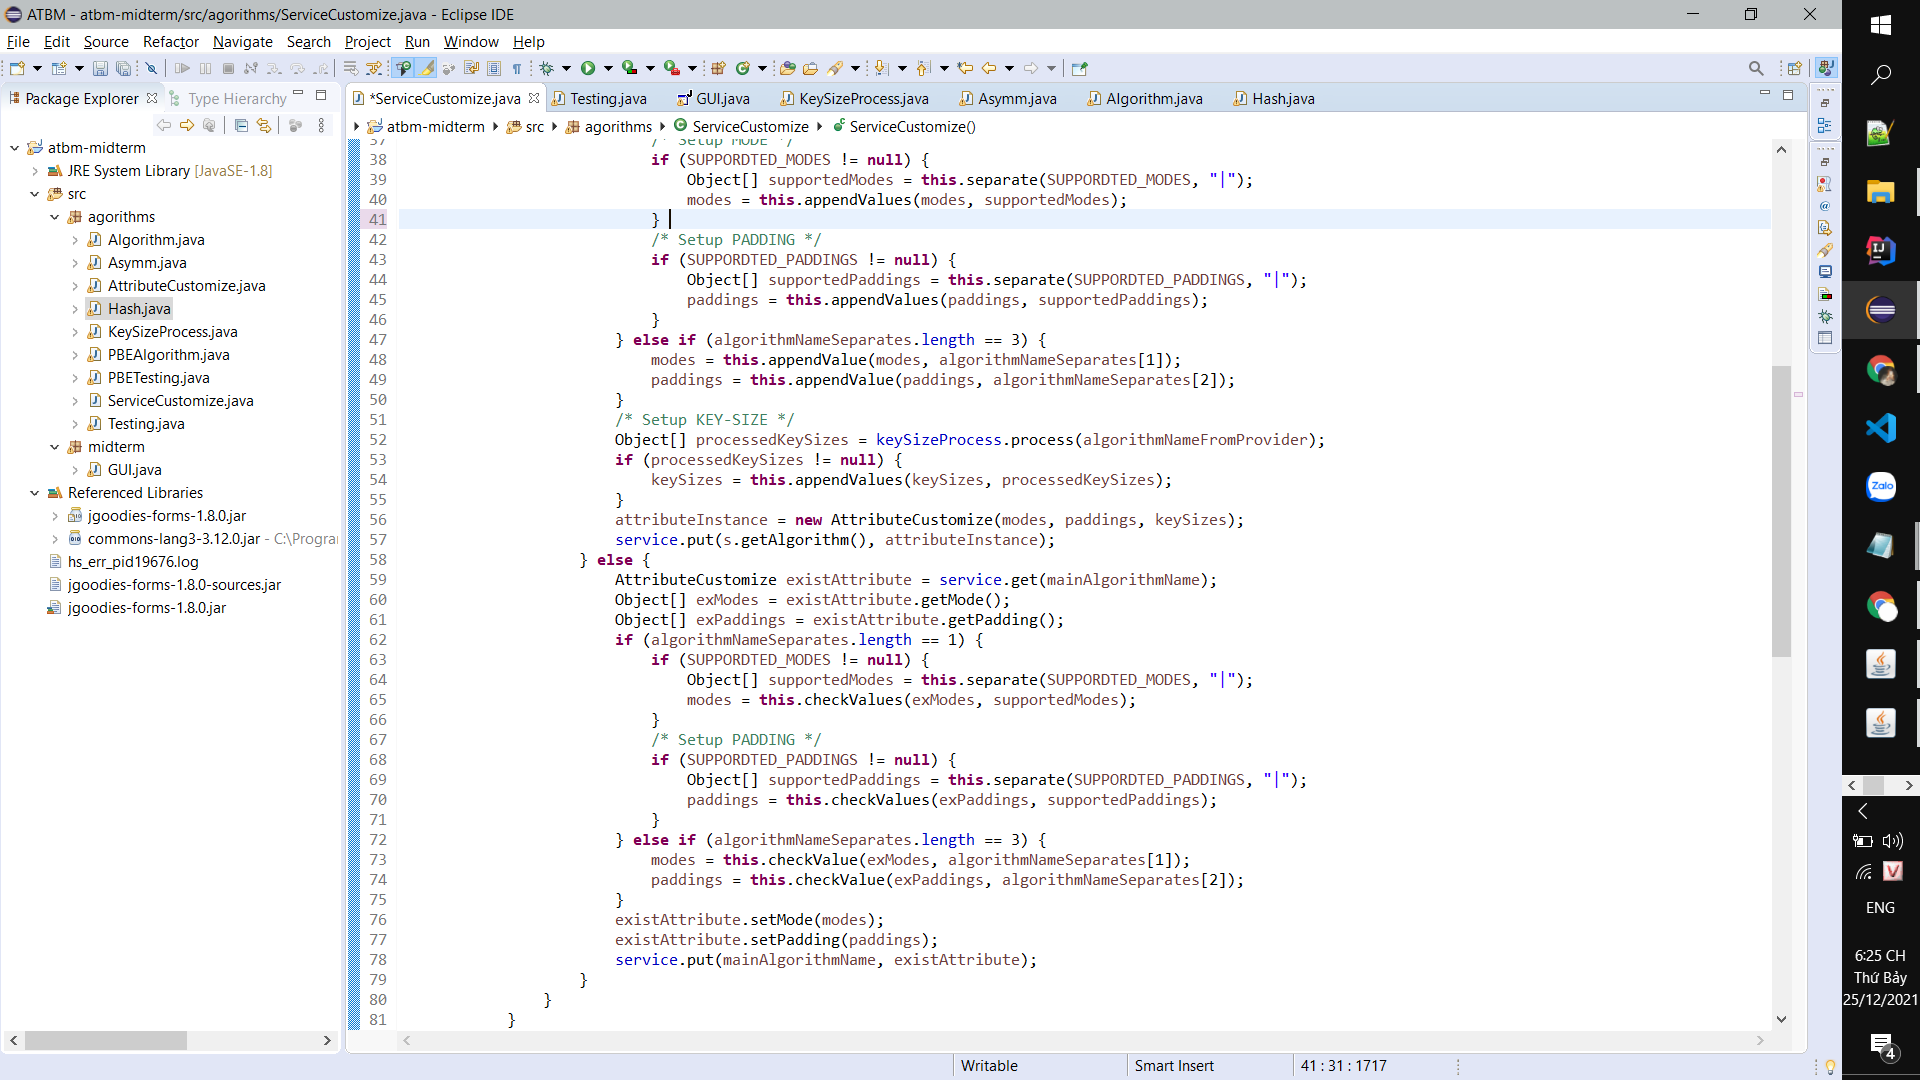 ATBM - atbm-midterm/src/agorithms/ServiceCustomize.java - Eclipse IDE
File Edit Source Refactor Navigate Search Project Run Window Help
Package Explorer Type Hierarchy
*ServiceCustomize.java Testing.java GUI.java KeySizeProcess.java Asymm.java Algorithm.java Hash.java
atbm-midterm src agorithms ServiceCustomize ServiceCustomize()
atbm-midterm
JRE System Library [JavaSE-1.8]
src
agorithms
Algorithm.java
Asymm.java
AttributeCustomize.java
Hash.java
KeySizeProcess.java
PBEAlgorithm.java
PBETesting.java
ServiceCustomize.java
Testing.java
midterm
GUI.java
Referenced Libraries
jgoodies-forms-1.8.0.jar
commons-lang3-3.12.0.jar - C:\Progra
hs_err_pid19676.log
jgoodies-forms-1.8.0-sources.jar
jgoodies-forms-1.8.0.jar
37 /* Setup MODE */
38 if (SUPPORDTED_MODES != null) {
39 Object[] supportedModes = this.separate(SUPPORDTED_MODES, "|");
40 modes = this.appendValues(modes, supportedModes);
41 }
42 /* Setup PADDING */
43 if (SUPPORDTED_PADDINGS != null) {
44 Object[] supportedPaddings = this.separate(SUPPORDTED_PADDINGS, "|");
45 paddings = this.appendValues(paddings, supportedPaddings);
46 }
47 } else if (algorithmNameSeparates.length == 3) {
48 modes = this.appendValue(modes, algorithmNameSeparates[1]);
49 paddings = this.appendValue(paddings, algorithmNameSeparates[2]);
50 }
51 /* Setup KEY-SIZE */
52 Object[] processedKeySizes = keySizeProcess.process(algorithmNameFromProvider);
53 if (processedKeySizes != null) {
54 keySizes = this.appendValues(keySizes, processedKeySizes);
55 }
56 attributeInstance = new AttributeCustomize(modes, paddings, keySizes);
57 service.put(s.getAlgorithm(), attributeInstance);
58 } else {
59 AttributeCustomize existAttribute = service.get(mainAlgorithmName);
60 Object[] exModes = existAttribute.getMode();
61 Object[] exPaddings = existAttribute.getPadding();
62 if (algorithmNameSeparates.length == 1) {
63 if (SUPPORDTED_MODES != null) {
64 Object[] supportedModes = this.separate(SUPPORDTED_MODES, "|");
65 modes = this.checkValues(exModes, supportedModes);
66 }
67 /* Setup PADDING */
68 if (SUPPORDTED_PADDINGS != null) {
69 Object[] supportedPaddings = this.separate(SUPPORDTED_PADDINGS, "|");
70 paddings = this.checkValues(exPaddings, supportedPaddings);
71 }
72 } else if (algorithmNameSeparates.length == 3) {
73 modes = this.checkValue(exModes, algorithmNameSeparates[1]);
74 paddings = this.checkValue(exPaddings, algorithmNameSeparates[2]);
75 }
76 existAttribute.setMode(modes);
77 existAttribute.setPadding(paddings);
78 service.put(mainAlgorithmName, existAttribute);
79 }
80 }
81 }
Writable Smart Insert 41 : 31 : 1717
Zalo
ENG
6:25 CH
Thứ Bảy
25/12/2021
4